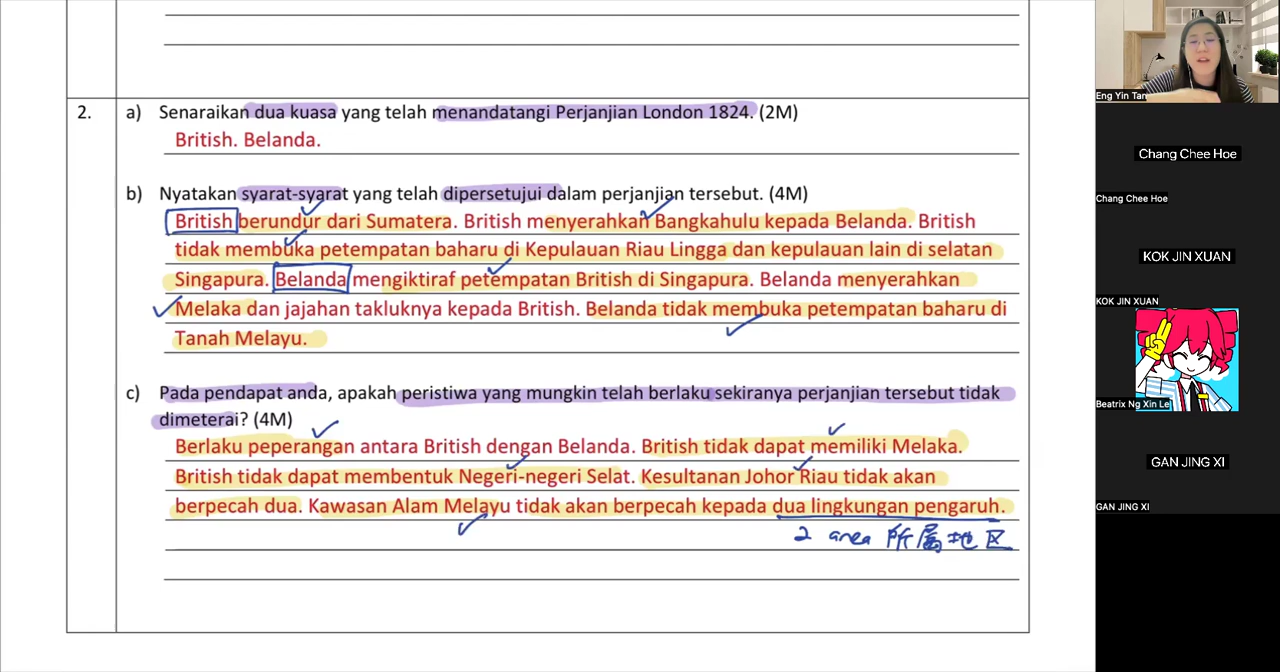 2.
a) Senaraikan dua kuasa yang telah menandatangi Perjanjian London 1824. (2M)
British. Belanda.
b) Nyatakan syarat-syarat yang telah dipersetujui dalam perjanjian tersebut. (4M)
British berundur dari Sumatera. British menyerahkan Bangkahulu kepada Belanda. British
tidak membuka petempatan baharu di Kepulauan Riau Lingga dan kepulauan lain di selatan
Singapura. Belanda mengiktiraf petempatan British di Singapura. Belanda menyerahkan
Melaka dan jajahan takluknya kepada British. Belanda tidak membuka petempatan baharu di
Tanah Melayu.
c) Pada pendapat anda, apakah peristiwa yang mungkin telah berlaku sekiranya perjanjian tersebut tidak
dimeterai? (4M)
Berlaku peperangan antara British dengan Belanda. British tidak dapat memiliki Melaka.
British tidak dapat membentuk Negeri-negeri Selat. Kesultanan Johor Riau tidak akan
berpecah dua. Kawasan Alam Melayu tidak akan berpecah kepada dua lingkungan pengaruh.
2 area 所属地区
Eng Yin Tan
Chang Chee Hoe
Chang Chee Hoe
KOK JIN XUAN
KOK JIN XUAN
Beatrix Ng Xin Le
GAN JING XI
GAN JING XI